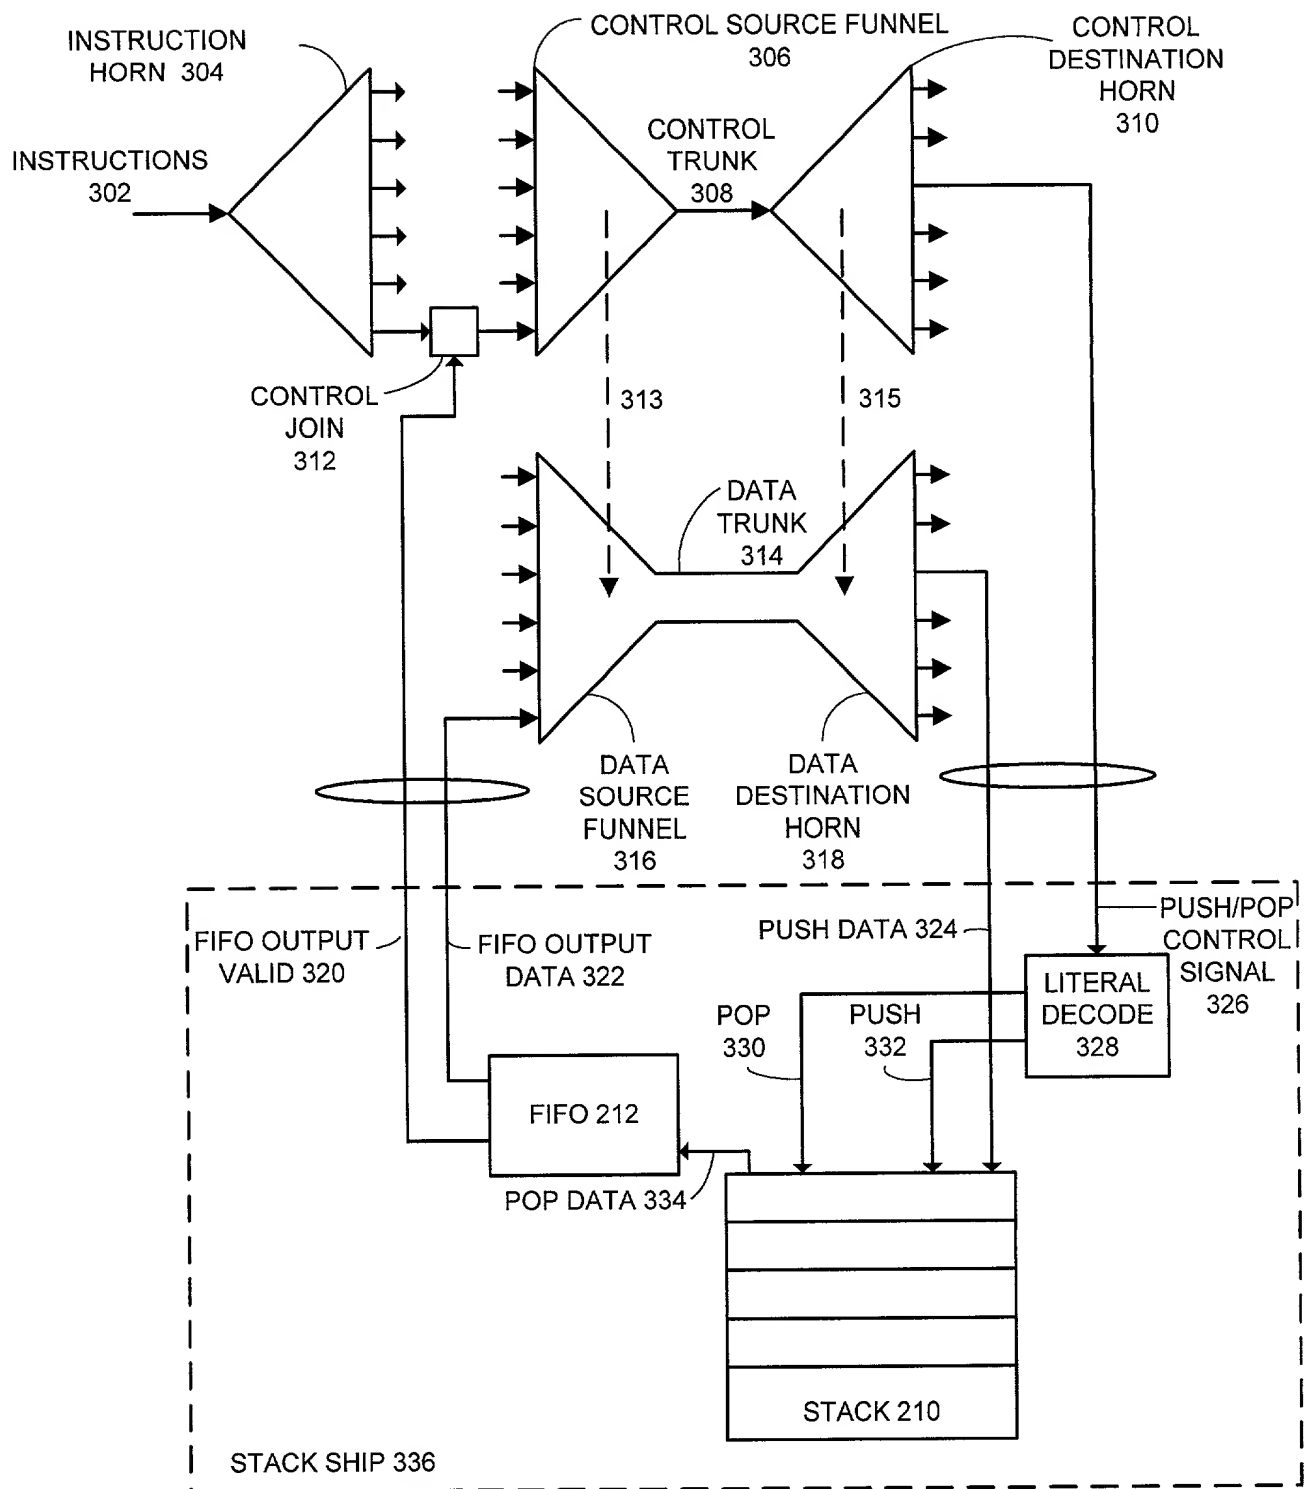 INSTRUCTION
HORN 304
INSTRUCTIONS
302
CONTROL SOURCE FUNNEL
306
CONTROL
DESTINATION
HORN
310
CONTROL
TRUNK
308
CONTROL
JOIN
312
313
315
DATA
TRUNK
314
DATA
SOURCE
FUNNEL
316
DATA
DESTINATION
HORN
318
FIFO OUTPUT
VALID 320
FIFO OUTPUT
DATA 322
PUSH DATA 324
PUSH/POP
CONTROL
SIGNAL
326
LITERAL
DECODE
328
POP
330
PUSH
332
FIFO 212
POP DATA 334
STACK 210
STACK SHIP 336